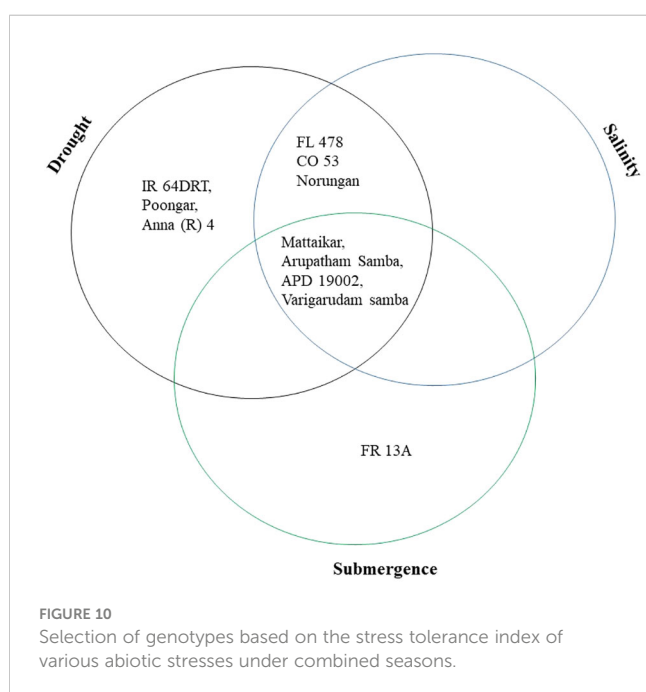 Drought
Salinity
FL 478
CO 53
Norungan
IR 64DRT,
Poongar,
Anna (R) 4
Mattaikar,
Arupatham Samba,
APD 19002,
Varigarudam samba
FR 13A
Submergence
FIGURE 10
Selection of genotypes based on the stress tolerance index of
various abiotic stresses under combined seasons.